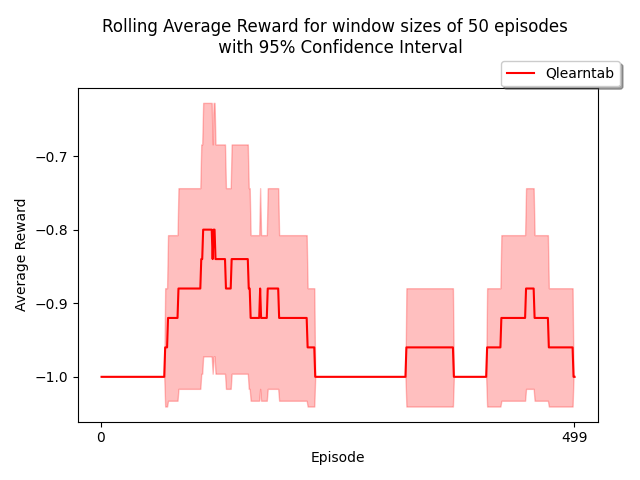 Rolling Average Reward for window sizes of 50 episodes
with 95% Confidence Interval
Qlearntab
−0.7
−0.8
−0.9
−1.0
Average Reward
0
499
Episode